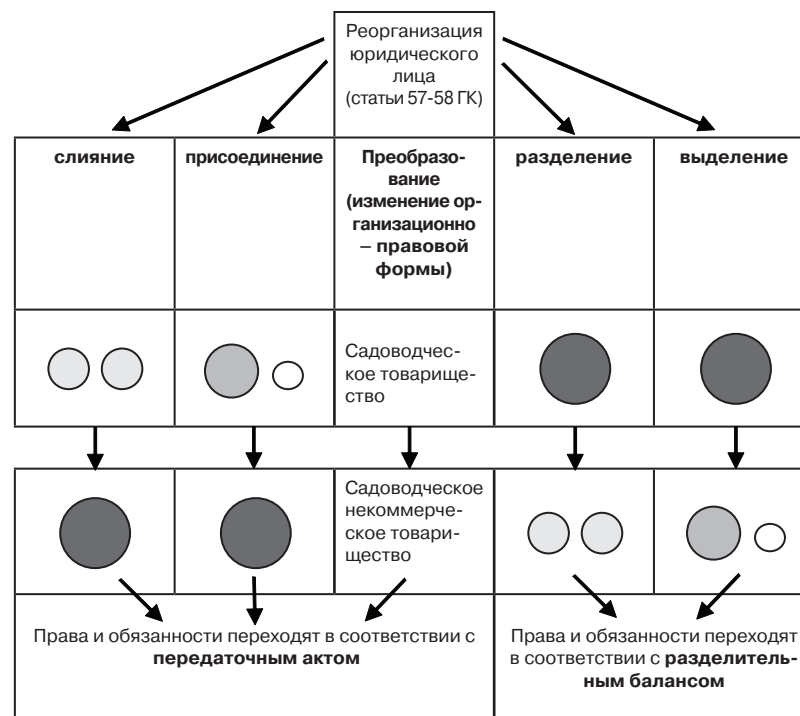 Реорганизация
юридического
лица
(статьи 57-58 ГК)
слияние
присоединение
Преобразо-
вание
(изменение ор-
ганизационно
– правовой
формы)
разделение
выделение
Садоводчес-
кое товарище-
ство
Садоводческое
некоммерче-
ское товари-
щество
Права и обязанности переходят в соответствии с
передаточным актом
Права и обязанности переходят
в соответствии с разделитель-
ным балансом